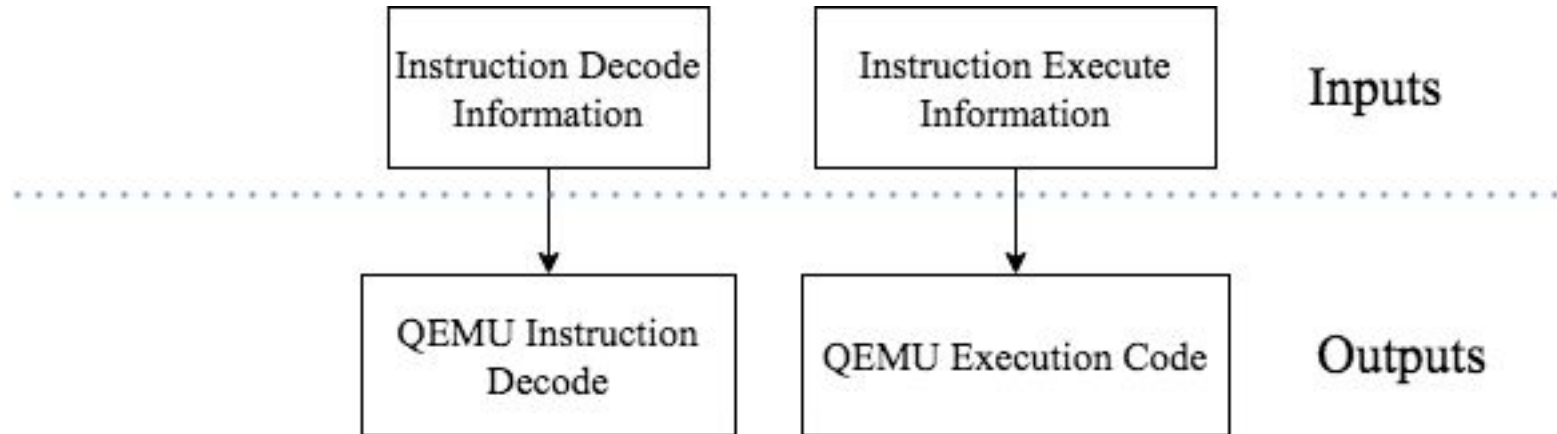 Instruction Decode
Information
Instruction Execute
Information
Inputs
QEMU Instruction
Decode
QEMU Execution Code
Outputs